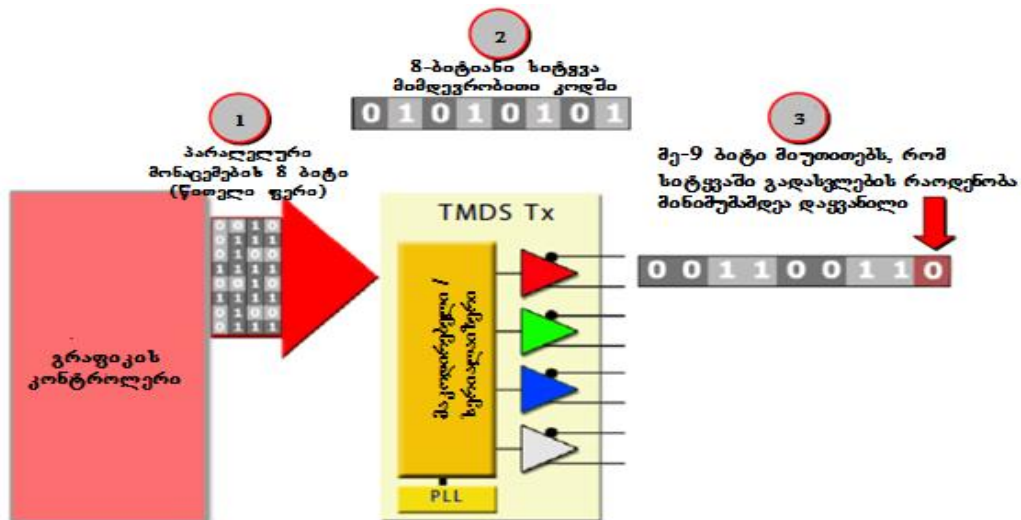 1
პარალელური
მონაცემების 8 ბიტი
(წითელი ფერი)
2
8-ბიტიანი სიტყვა
მიმდევრობითი კოდში
0 1 0 1 0 1 0 1
3
მე-9 ბიტი მიუთითებს, რომ
სიტყვაში გადასვლების რაოდენობა
მინიმუმამდეა დაყვანილი
0 0 1 1 0 0 1 1 0
გრაფიკის
კონტროლერი
0 0 1 0
0 1 1 1
0 1 0 0
1 1 1 1
0 0 1 0
1 1 1 1
0 1 0 0
0 1 1 1
TMDS Tx
მაკოდირებელი /
სერიალაიზერი
PLL